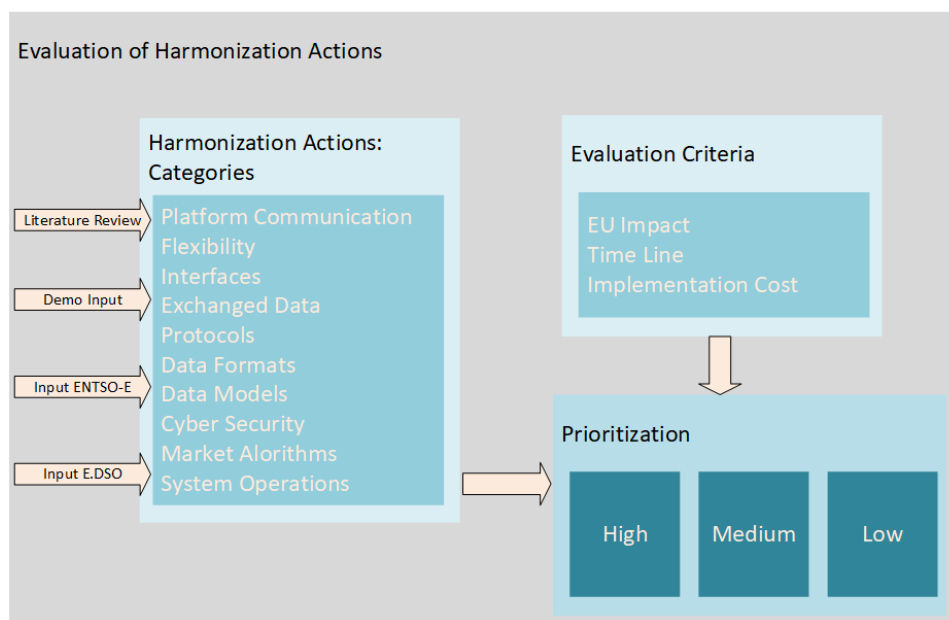 Evaluation of Harmonization Actions
Harmonization Actions:
Categories
Literature Review
Demo Input
Input ENTSO-E
Input E.DSO
Platform Communication
Flexibility
Interfaces
Exchanged Data
Protocols
Data Formats
Data Models
Cyber Security
Market Alorithms
System Operations
Evaluation Criteria
EU Impact
Time Line
Implementation Cost
Prioritization
High
Medium
Low